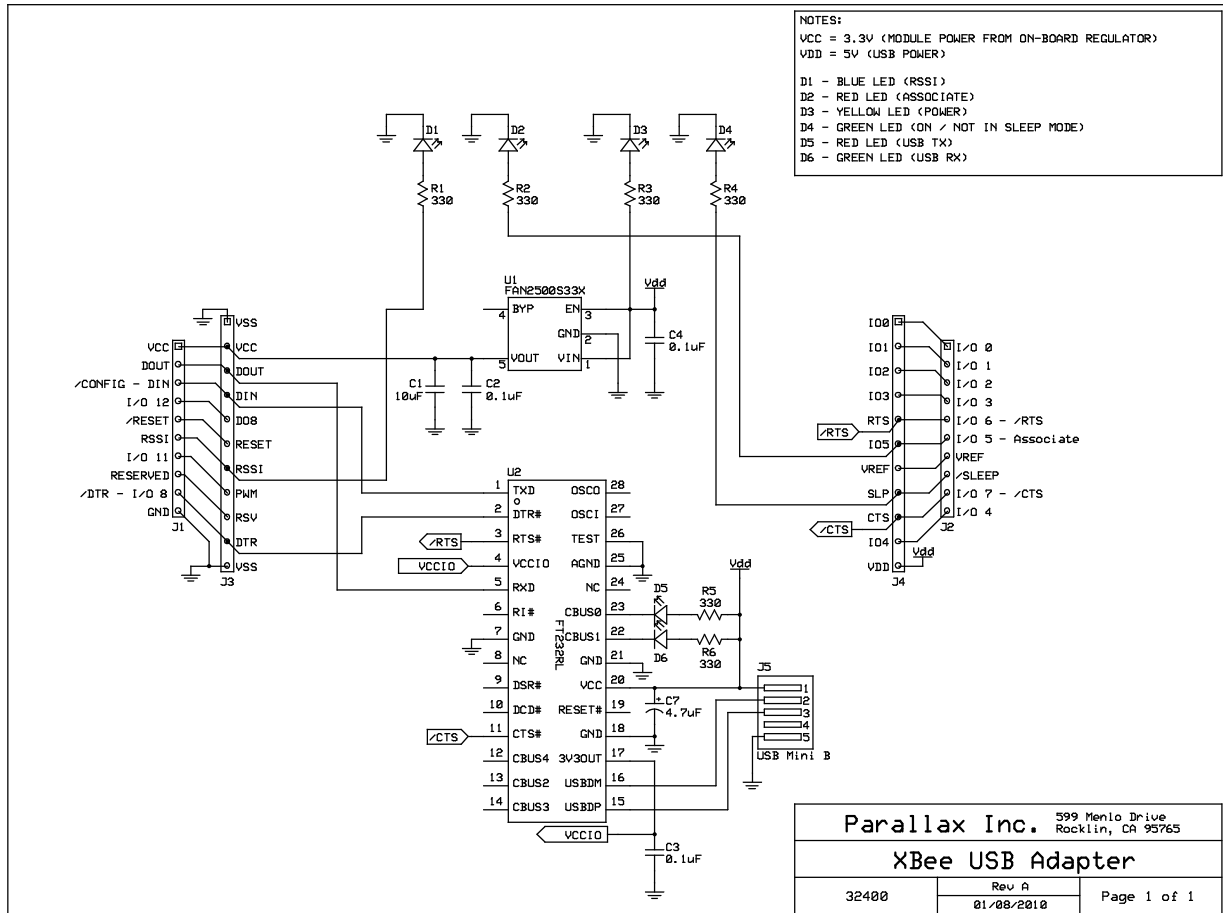 NOTES:
VCC = 3.3V (MODULE POWER FROM ON-BOARD REGULATOR)
VDD = 5V (USB POWER)
D1 - BLUE LED (RSSI)
D2 - RED LED (ASSOCIATE)
D3 - YELLOW LED (POWER)
D4 - GREEN LED (ON / NOT IN SLEEP MODE)
D5 - RED LED (USB TX)
D6 - GREEN LED (USB RX)
D1
D2
D3
D4
R1
330
R2
330
R3
330
R4
330
U1
FAN2500S33X
BYP
4
EN
3
GND
2
VOUT
5
VIN
1
Vdd
C4
0.1uF
C1
10uF
C2
0.1uF
VCC
DOUT
/CONFIG - DIN
I/O 12
/RESET
RSSI
I/O 11
RESERVED
/DTR - I/O 8
GND
J1
VSS
VCC
DOUT
DIN
DO8
RESET
RSSI
PWM
RSV
DTR
VSS
J3
IO0
IO1
IO2
IO3
RTS
IO5
VREF
SLP
CTS
IO4
VDD
J4
/RTS
/CTS
Vdd
I/O 0
I/O 1
I/O 2
I/O 3
I/O 6 - /RTS
I/O 5 - Associate
VREF
/SLEEP
I/O 7 - /CTS
I/O 4
J2
U2
FT232RL
1 TXD OSCO 28
2 DTR# OSCI 27
/RTS 3 RTS# TEST 26
VCCIO 4 VCCIO AGND 25
5 RXD NC 24
6 RI# CBUS0 23
7 GND CBUS1 22
8 NC GND 21
9 DSR# VCC 20
10 DCD# RESET# 19
/CTS 11 CTS# GND 18
12 CBUS4 3V3OUT 17
13 CBUS2 USBDM 16
14 CBUS3 USBDP 15
VCCIO
C3
0.1uF
D5
D6
R5
330
R6
330
Vdd
C7
+
4.7uF
J5
1
2
3
4
5
USB Mini B
Parallax Inc.
599 Menlo Drive
Rocklin, CA 95765
XBee USB Adapter
32400
Rev A
01/08/2010
Page 1 of 1